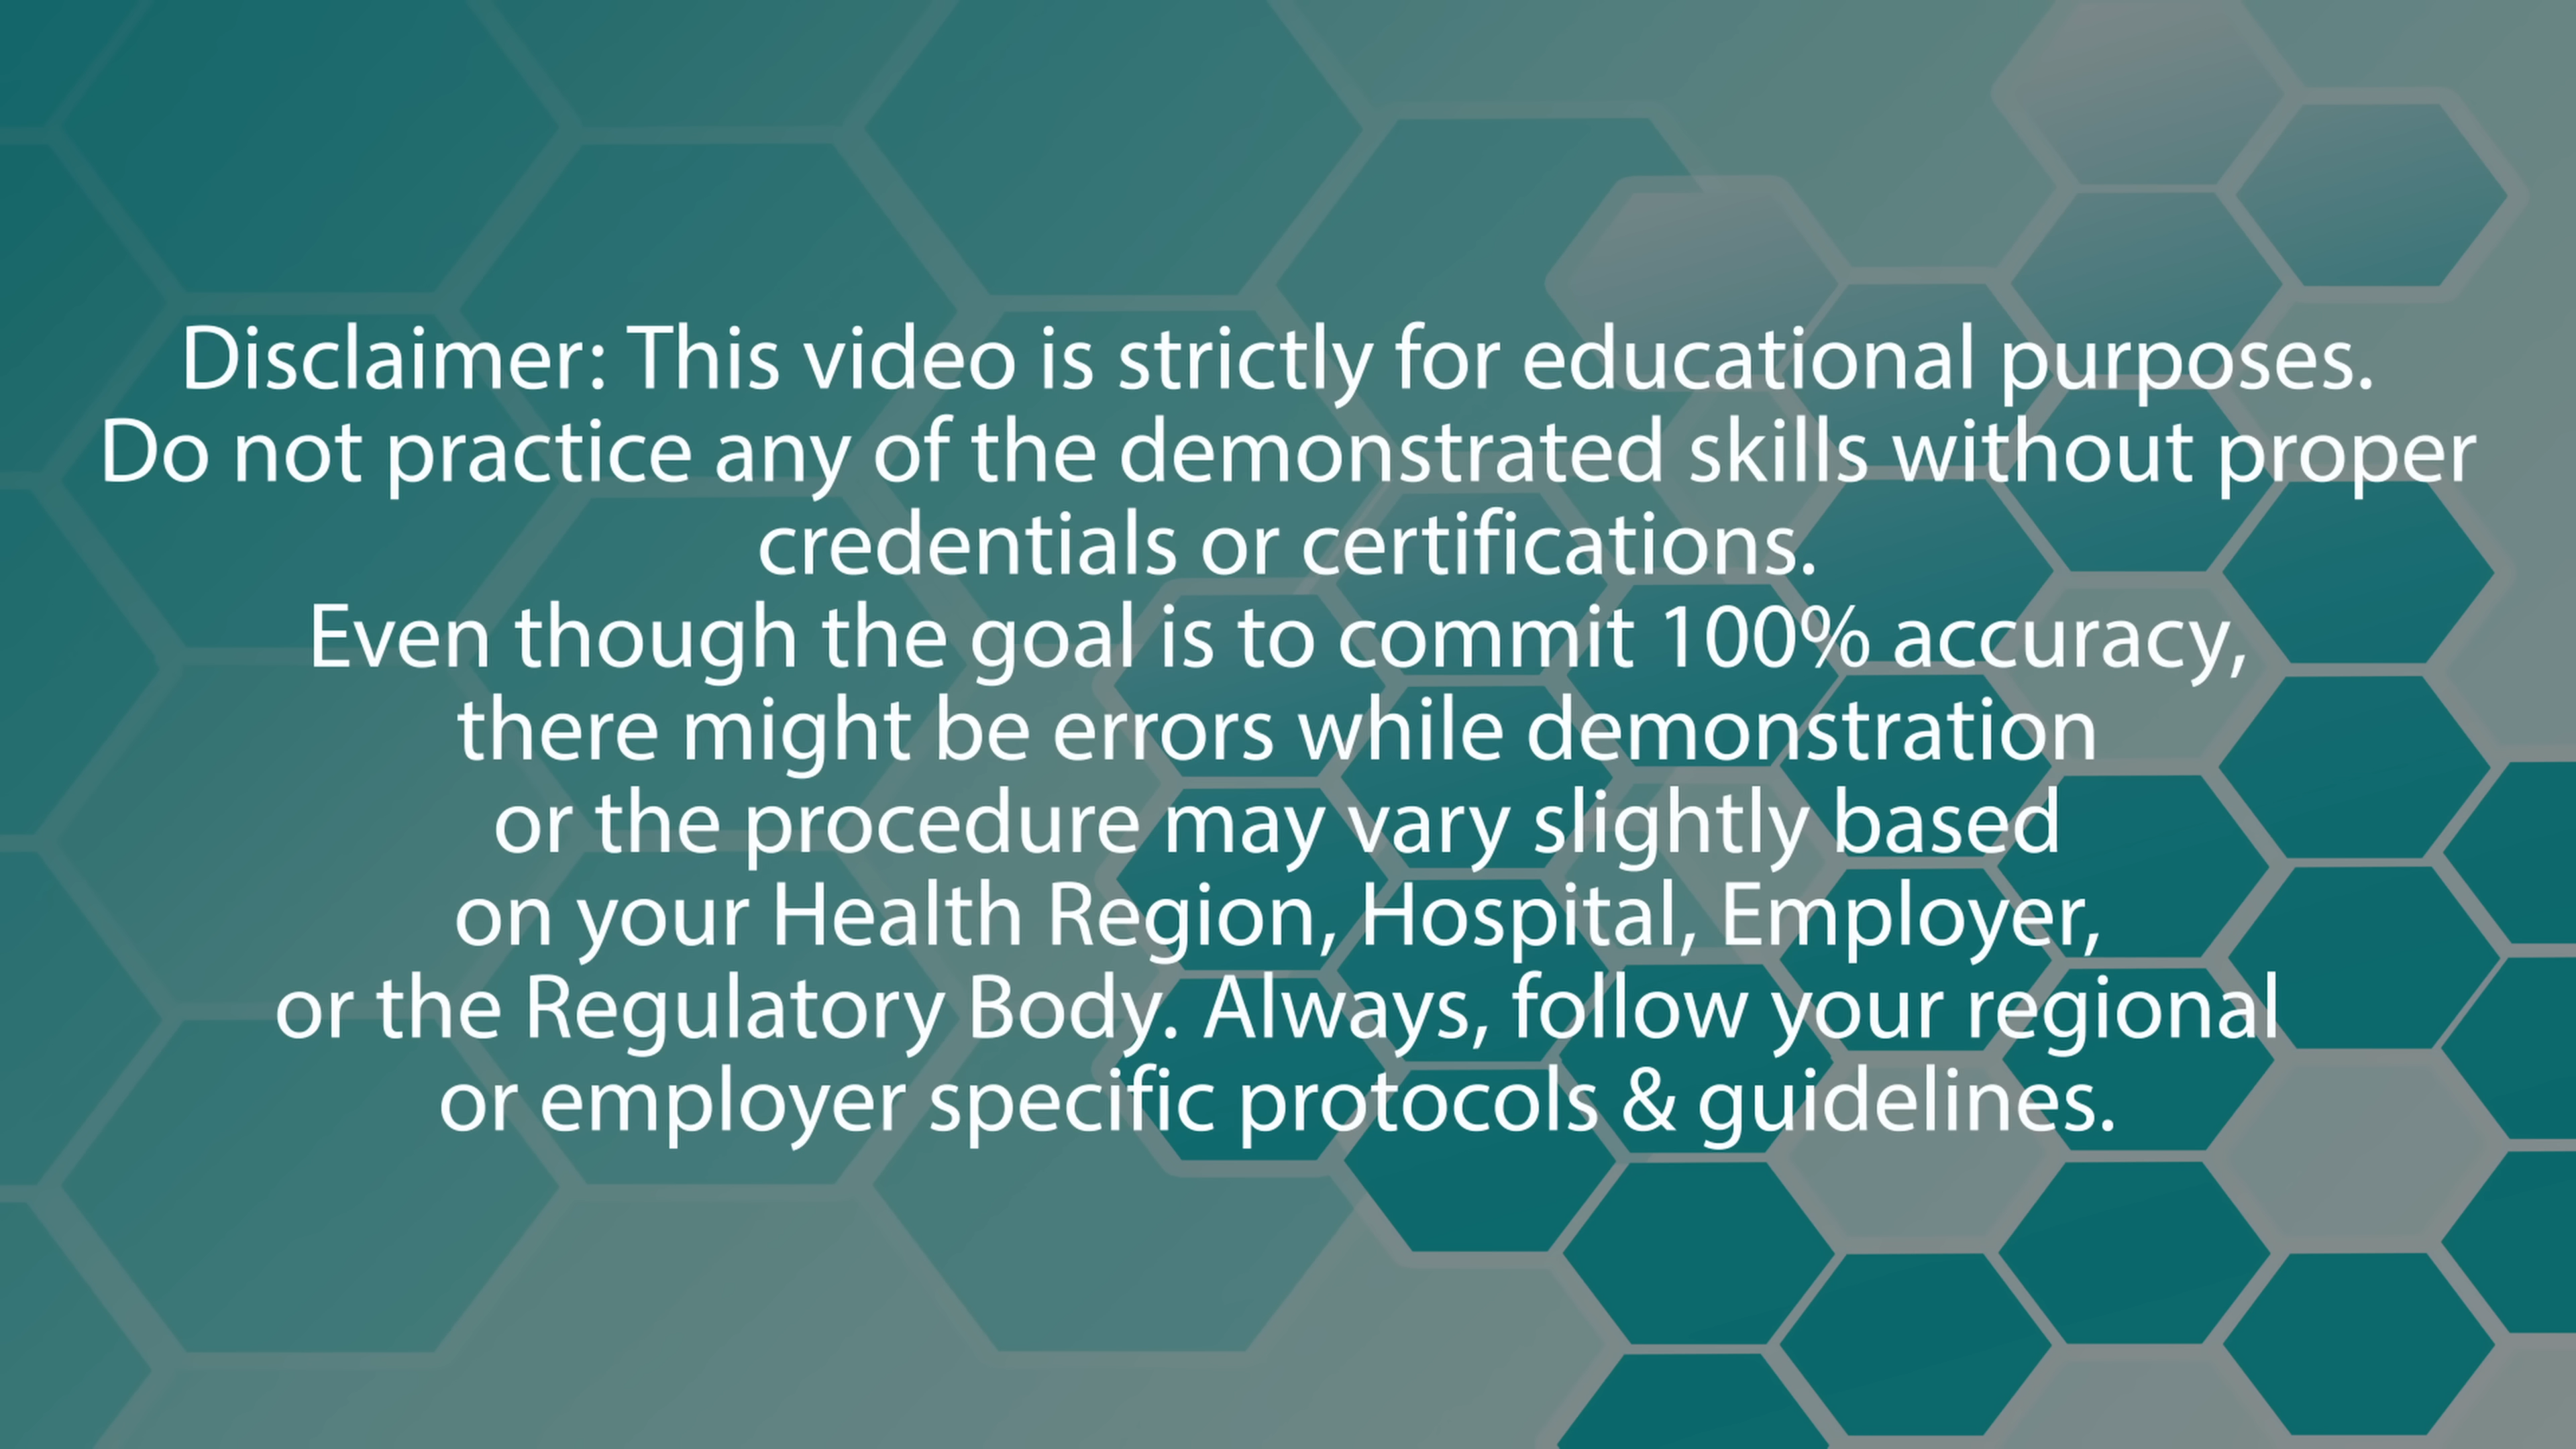 Disclaimer: This video is strictly for educational purposes.
Do not practice any of the demonstrated skills without proper
credentials or certifications.
Even though the goal is to commit 100% accuracy,
there might be errors while demonstration
or the procedure may vary slightly based
on your Health Region, Hospital, Employer,
or the Regulatory Body. Always, follow your regional
or employer specific protocols & guidelines.